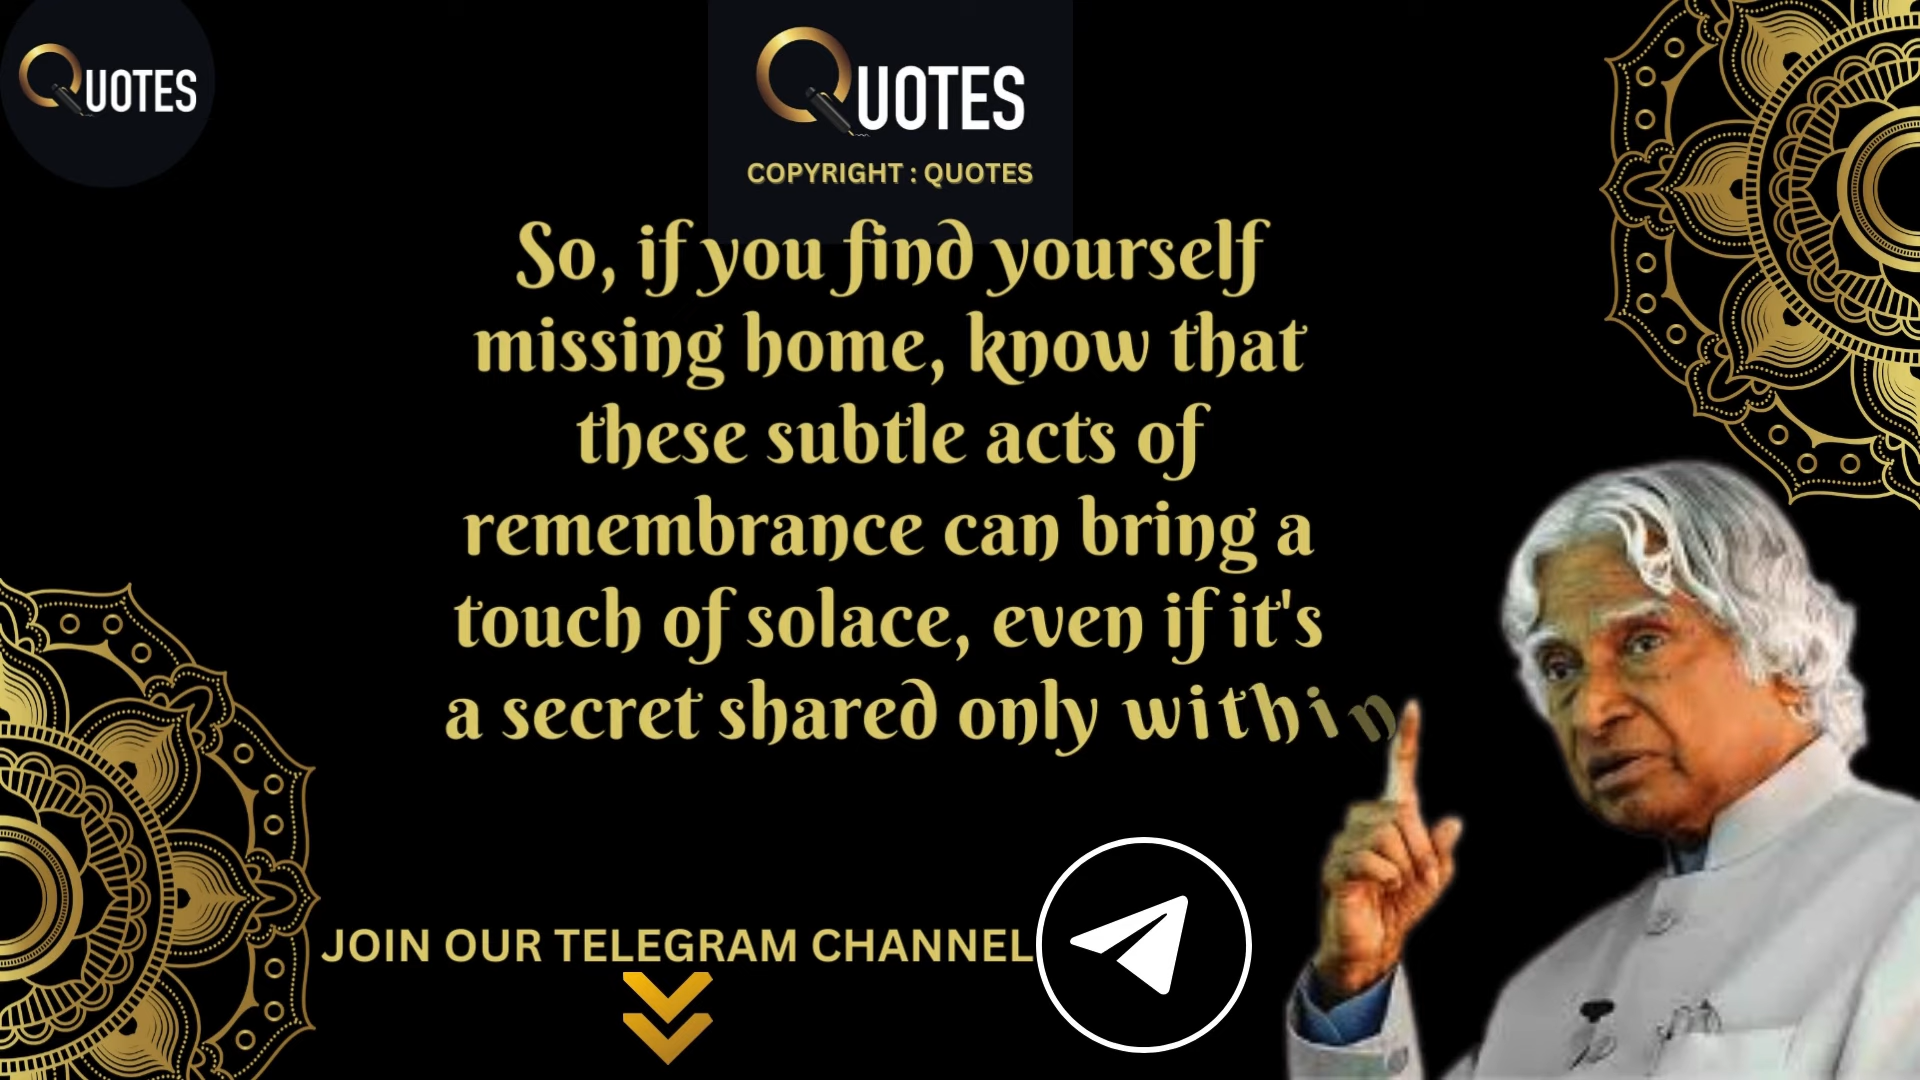 QUOTES
QUOTES
COPYRIGHT : QUOTES
So, if you find yourself
missing home, know that
these subtle acts of
remembrance can bring a
touch of solace, even if it's
a secret shared only within
JOIN OUR TELEGRAM CHANNEL